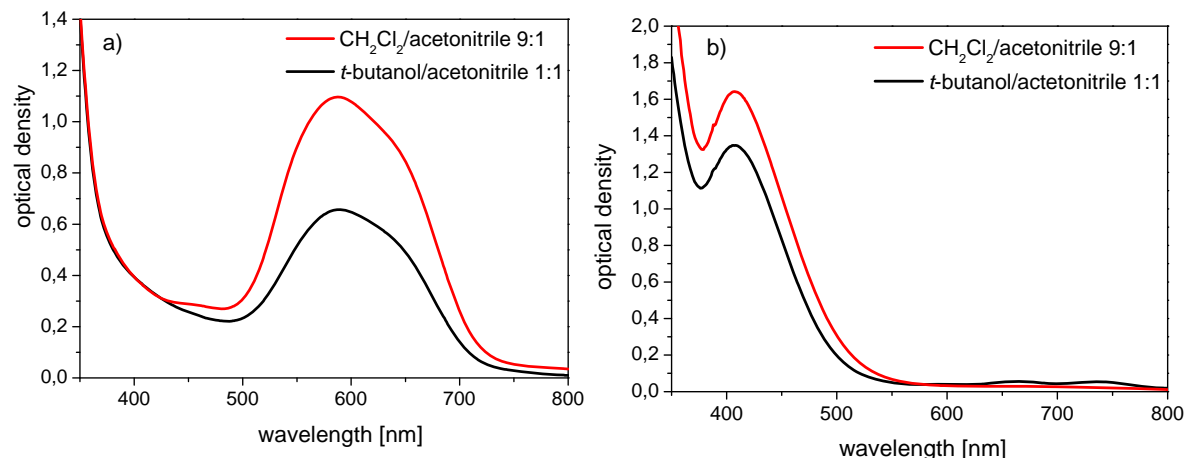 a)
CH₂Cl₂/acetonitrile 9:1
t-butanol/acetonitrile 1:1
optical density
1,4
1,2
1,0
0,8
0,6
0,4
0,2
0,0
400 500 600 700 800
wavelength [nm]
b)
CH₂Cl₂/acetonitrile 9:1
t-butanol/actetonitrile 1:1
optical density
2,0
1,8
1,6
1,4
1,2
1,0
0,8
0,6
0,4
0,2
0,0
400 500 600 700 800
wavelength [nm]